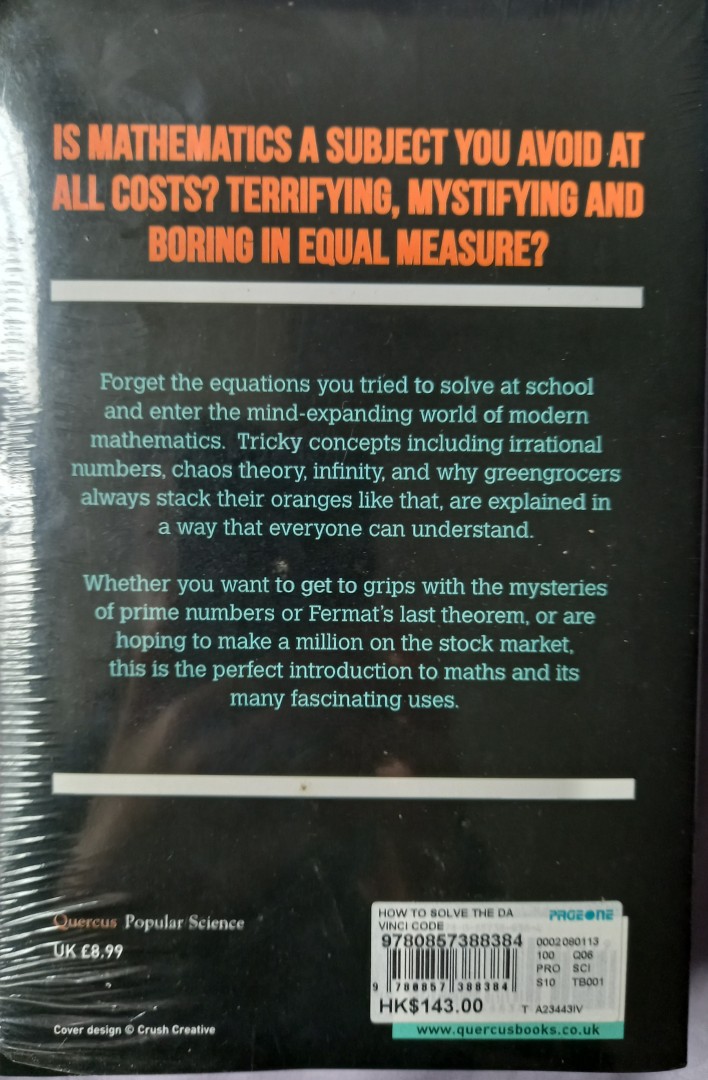 IS MATHEMATICS A SUBJECT YOU AVOID AT
ALL COSTS? TERRIFYING, MYSTIFYING AND
BORING IN EQUAL MEASURE?
Forget the equations you tried to solve at school
and enter the mind-expanding world of modern
mathematics. Tricky concepts including irrational
numbers, chaos theory, infinity, and why greengrocers
always stack their oranges like that, are explained in
a way that everyone can understand.
Whether you want to get to grips with the mysteries
of prime numbers or Fermat's last theorem, or are
hoping to make a million on the stock market,
this is the perfect introduction to maths and its
many fascinating uses.
Quercus Popular Science
UK £8.99
Cover design © Crush Creative
HOW TO SOLVE THE DA
VINCI CODE
PAGEONE
9780857388384
0002080113
100 Q06
PRO SCI
S10 TB001
9 780857 388384
HK$143.00
T A23443IV
www.quercusbooks.co.uk